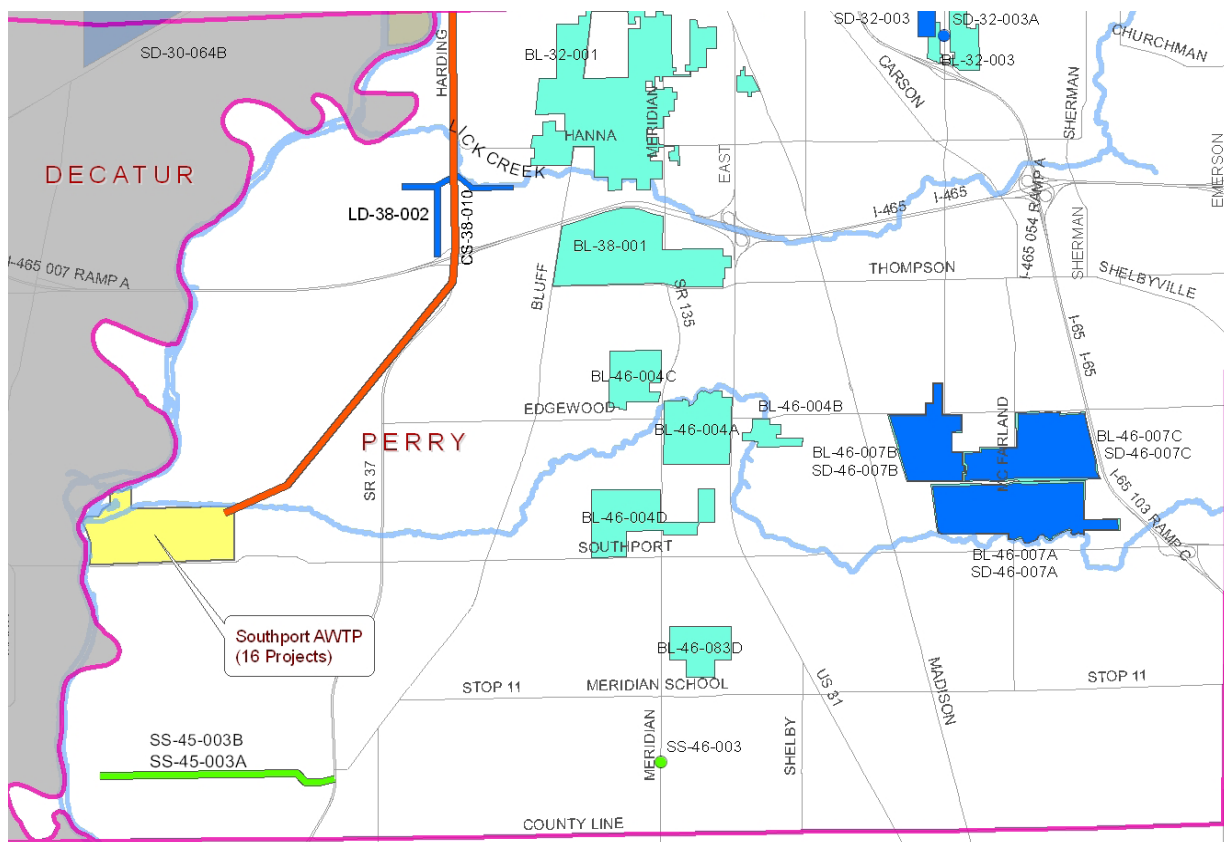 SD-32-003
SD-32-003A
CHURCHMAN
SD-30-064B
HARDING
BL-32-001
BL-32-003
CARSON
SHERMAN
LICK CREEK
HANNA
MERIDIAN
EAST
DECATUR
EMERSON
LD-38-002
CS-38-010
I-465
I-465
I-465 054 RAMP A
SHERMAN
BL-38-001
I-465 007 RAMP A
BLUFF
SR 135
THOMPSON
SHELBYVILLE
I-65
I-65
BL-46-004C
EDGEWOOD
BL-46-004B
BL-46-004A
PERRY
SR 37
MC FARLAND
BL-46-007B
SD-46-007B
BL-46-007C
SD-46-007C
I-65 103 RAMP C
BL-46-004D
SOUTHPORT
BL-46-007A
SD-46-007A
Southport AWTP
(16 Projects)
BL-46-083D
STOP 11
MERIDIAN SCHOOL
US 31
MADISON
STOP 11
SS-45-003B
SS-45-003A
MERIDIAN
SS-46-003
SHELBY
COUNTY LINE